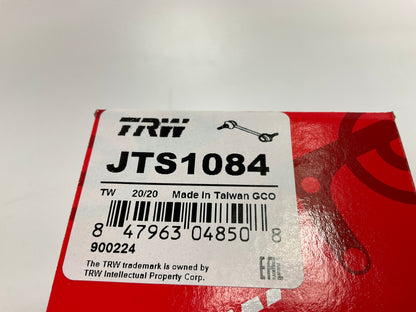 TRW
JTS1084
TW 20/20 Made In Taiwan GCO
8 47963 04850 8
900224
The TRW trademark is owned by
TRW Intellectual Property Corp.
EAC